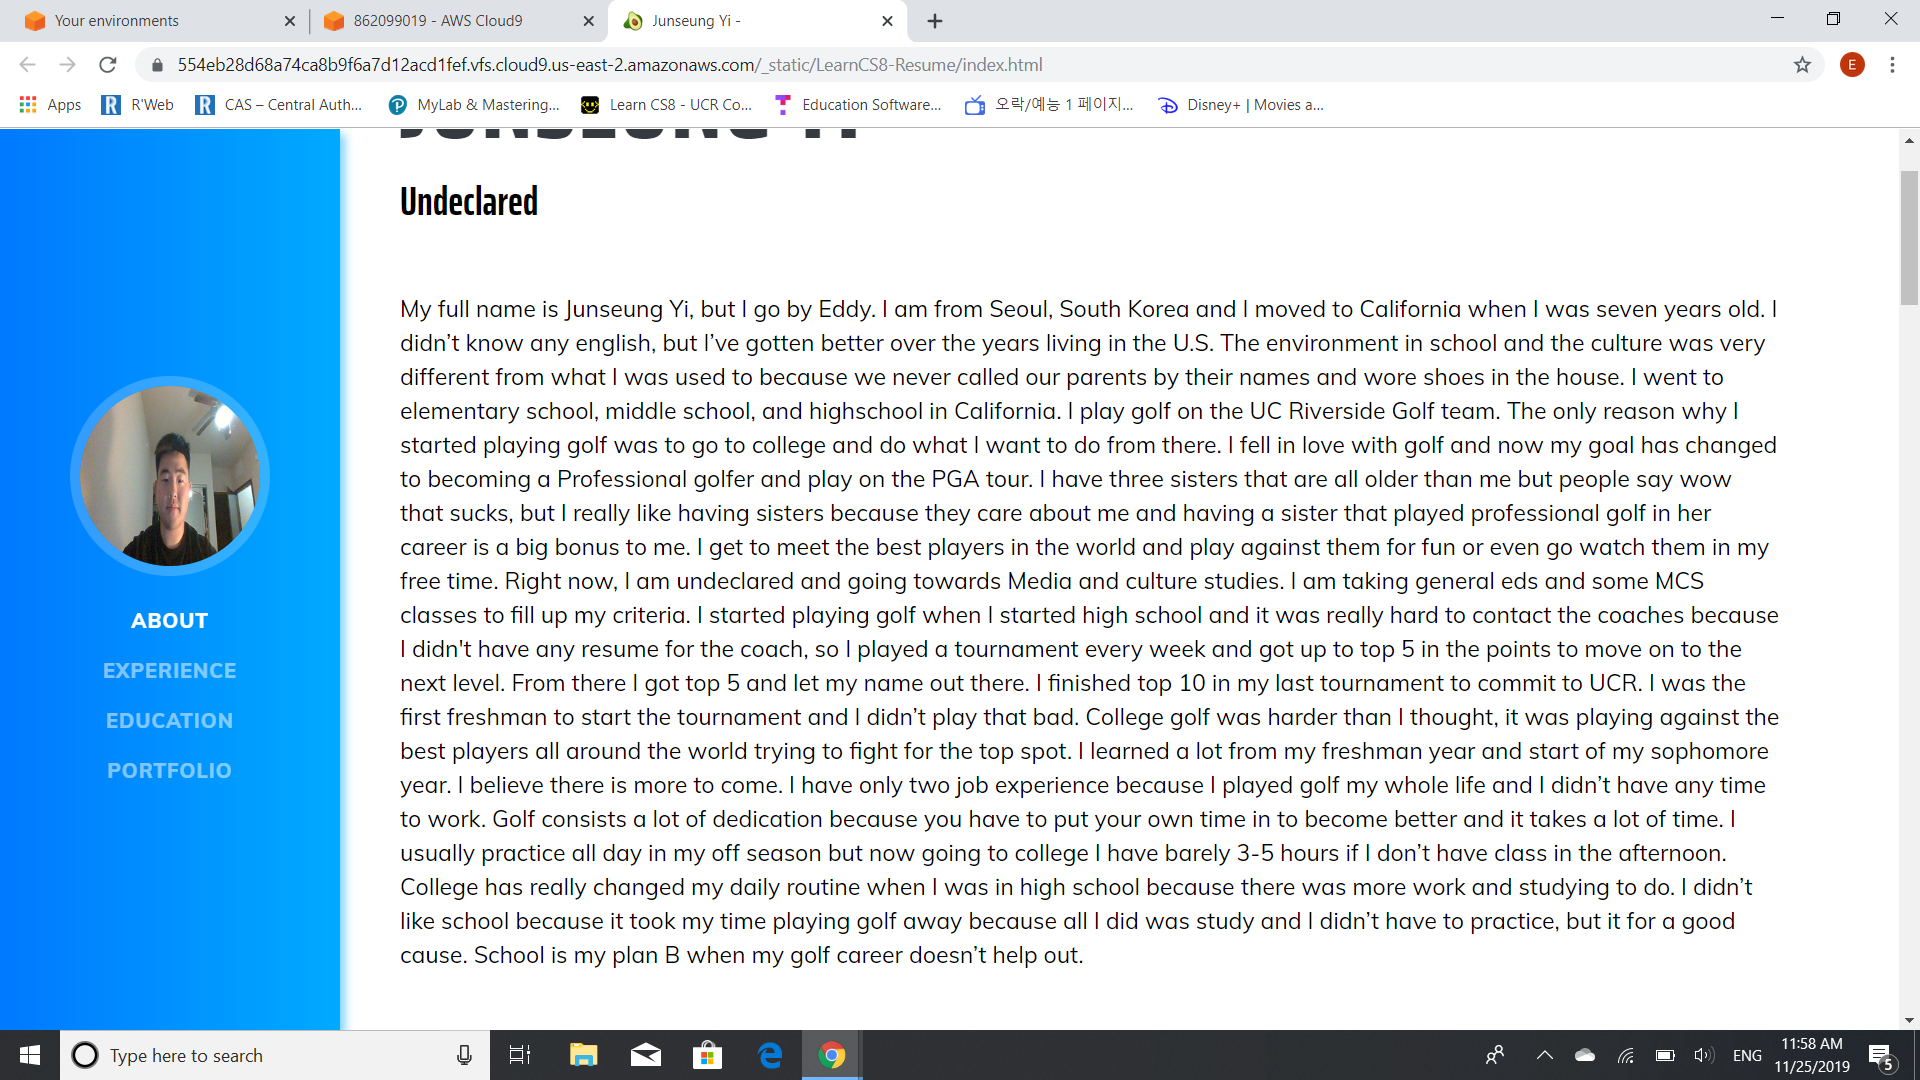 Your environments
862099019 - AWS Cloud9
Junseung Yi -
554eb28d68a74ca8b9f6a7d12acd1fef.vfs.cloud9.us-east-2.amazonaws.com/_static/LearnCS8-Resume/index.html
E
Apps
R'Web
CAS – Central Auth...
MyLab & Mastering...
Learn CS8 - UCR Co...
Education Software...
오락/예능 1 페이지...
Disney+ | Movies a...
JUNSEUNG YI
Undeclared
My full name is Junseung Yi, but I go by Eddy. I am from Seoul, South Korea and I moved to California when I was seven years old. I
didn’t know any english, but I’ve gotten better over the years living in the U.S. The environment in school and the culture was very
different from what I was used to because we never called our parents by their names and wore shoes in the house. I went to
elementary school, middle school, and highschool in California. I play golf on the UC Riverside Golf team. The only reason why I
started playing golf was to go to college and do what I want to do from there. I fell in love with golf and now my goal has changed
to becoming a Professional golfer and play on the PGA tour. I have three sisters that are all older than me but people say wow
that sucks, but I really like having sisters because they care about me and having a sister that played professional golf in her
career is a big bonus to me. I get to meet the best players in the world and play against them for fun or even go watch them in my
free time. Right now, I am undeclared and going towards Media and culture studies. I am taking general eds and some MCS
classes to fill up my criteria. I started playing golf when I started high school and it was really hard to contact the coaches because
I didn't have any resume for the coach, so I played a tournament every week and got up to top 5 in the points to move on to the
next level. From there I got top 5 and let my name out there. I finished top 10 in my last tournament to commit to UCR. I was the
first freshman to start the tournament and I didn’t play that bad. College golf was harder than I thought, it was playing against the
best players all around the world trying to fight for the top spot. I learned a lot from my freshman year and start of my sophomore
year. I believe there is more to come. I have only two job experience because I played golf my whole life and I didn’t have any time
to work. Golf consists a lot of dedication because you have to put your own time in to become better and it takes a lot of time. I
usually practice all day in my off season but now going to college I have barely 3-5 hours if I don’t have class in the afternoon.
College has really changed my daily routine when I was in high school because there was more work and studying to do. I didn’t
like school because it took my time playing golf away because all I did was study and I didn’t have to practice, but it for a good
cause. School is my plan B when my golf career doesn’t help out.
ABOUT
EXPERIENCE
EDUCATION
PORTFOLIO
Type here to search
ENG
11:58 AM
11/25/2019
5